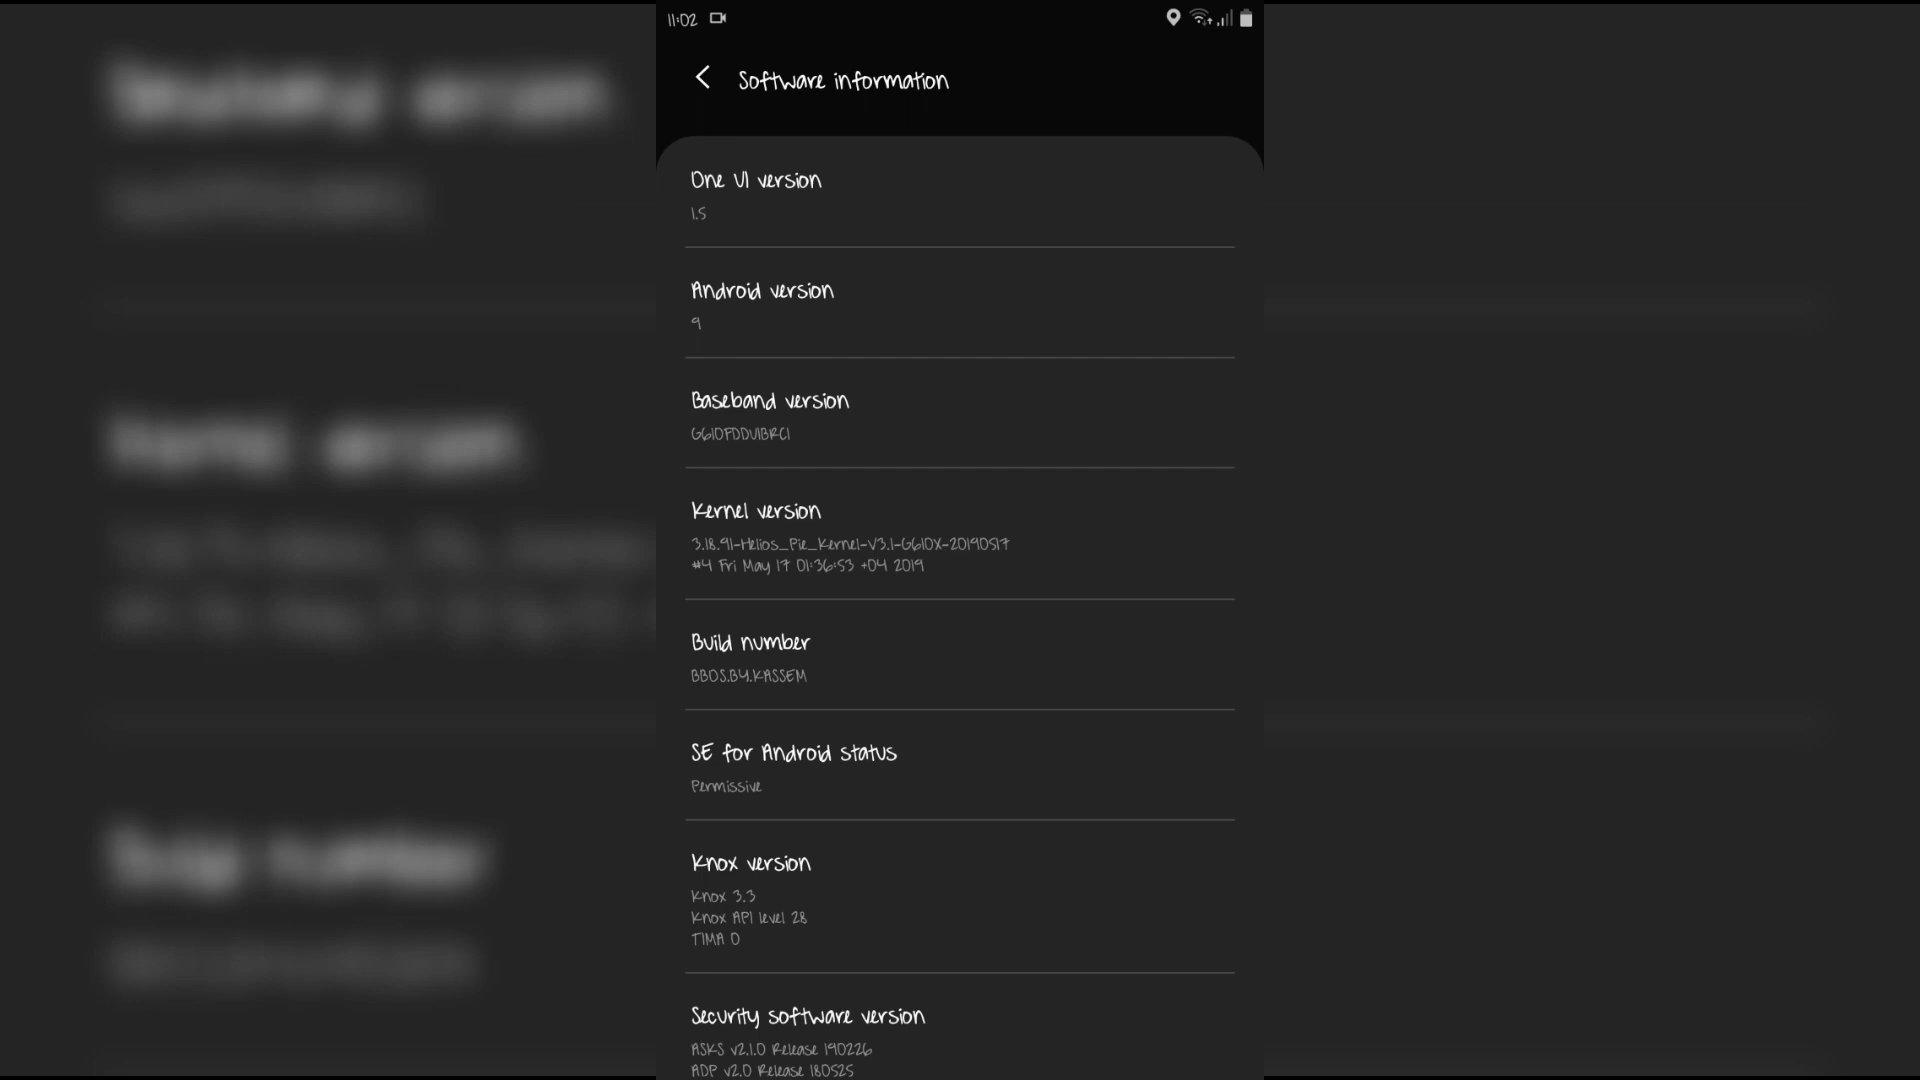 11:02
Software information
One UI version
1.5
Android version
9
Baseband version
G610FDDU1BRC1
Kernel version
3.18.91-Helios_Pie_Kernel-V3.1-G610X-20190517
#4 Fri May 17 01:36:53 +04 2019
Build number
BBOS.BY.KASSEM
SE for Android status
Permissive
Knox version
Knox 3.3
Knox API level 28
TIMA 0
Security software version
ASKS v2.1.0 Release 190226
ADP v2.0 Release 180525